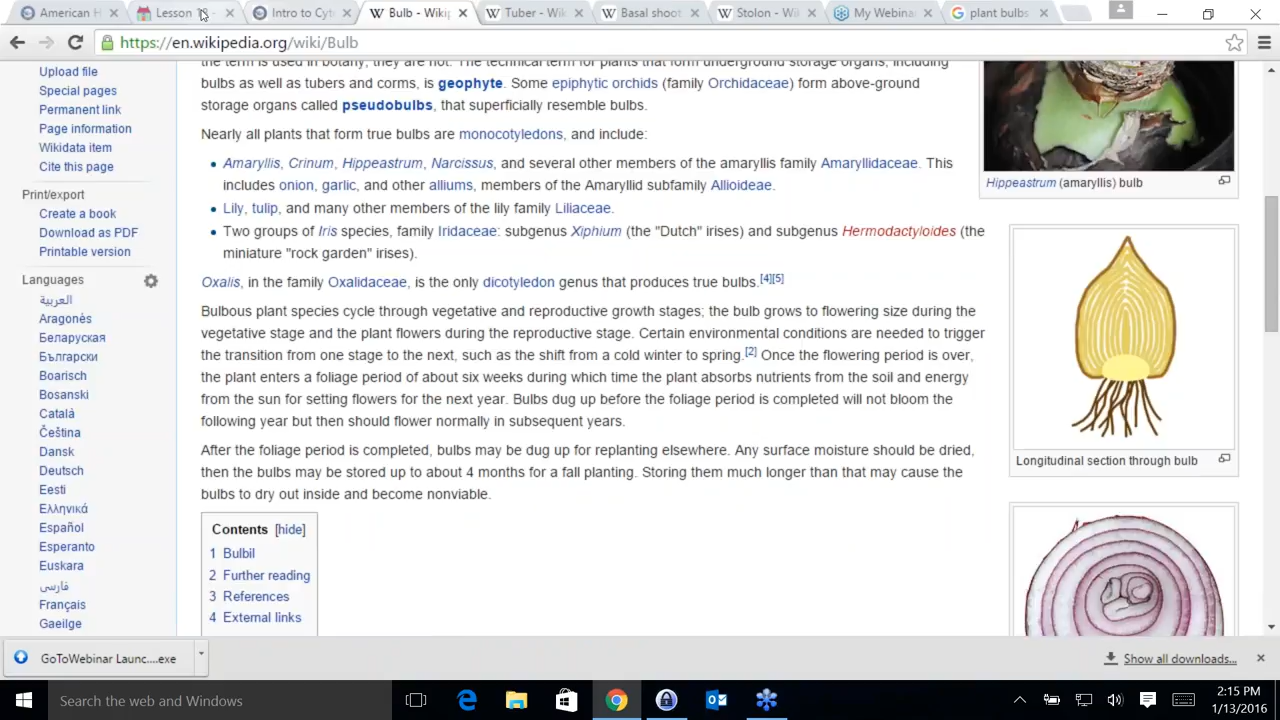 American H
Lesson 18 -
Intro to Cyt
Bulb - Wikip
Tuber - Wiki
Basal shoot
Stolon - Wi
My Webinar
plant bulbs
https://en.wikipedia.org/wiki/Bulb
the term is used in botany, they are not. The technical term for plants that form underground storage organs, including
Upload file
bulbs as well as tubers and corms, is geophyte. Some epiphytic orchids (family Orchidaceae) form above-ground
Special pages
storage organs called pseudobulbs, that superficially resemble bulbs.
Permanent link
Page information
Wikidata item
Cite this page
Print/export
Create a book
Download as PDF
Printable version
Languages
العربية
Aragonés
Беларуская
Български
Boarisch
Bosanski
Català
Čeština
Dansk
Deutsch
Eesti
Ελληνικά
Español
Esperanto
Euskara
فارسی
Français
Gaeilge
Nearly all plants that form true bulbs are monocotyledons, and include:
Amaryllis, Crinum, Hippeastrum, Narcissus, and several other members of the amaryllis family Amaryllidaceae. This
includes onion, garlic, and other alliums, members of the Amaryllid subfamily Allioideae.
Lily, tulip, and many other members of the lily family Liliaceae.
Two groups of Iris species, family Iridaceae: subgenus Xiphium (the "Dutch" irises) and subgenus Hermodactyloides (the
miniature "rock garden" irises).
Oxalis, in the family Oxalidaceae, is the only dicotyledon genus that produces true bulbs.[4][5]
Bulbous plant species cycle through vegetative and reproductive growth stages; the bulb grows to flowering size during the
vegetative stage and the plant flowers during the reproductive stage. Certain environmental conditions are needed to trigger
the transition from one stage to the next, such as the shift from a cold winter to spring.[2] Once the flowering period is over,
the plant enters a foliage period of about six weeks during which time the plant absorbs nutrients from the soil and energy
from the sun for setting flowers for the next year. Bulbs dug up before the foliage period is completed will not bloom the
following year but then should flower normally in subsequent years.
After the foliage period is completed, bulbs may be dug up for replanting elsewhere. Any surface moisture should be dried,
then the bulbs may be stored up to about 4 months for a fall planting. Storing them much longer than that may cause the
bulbs to dry out inside and become nonviable.
Contents [hide]
1 Bulbil
2 Further reading
3 References
4 External links
Hippeastrum (amaryllis) bulb
Longitudinal section through bulb
GoToWebinar Launc....exe
Show all downloads...
Search the web and Windows
2:15 PM
1/13/2016